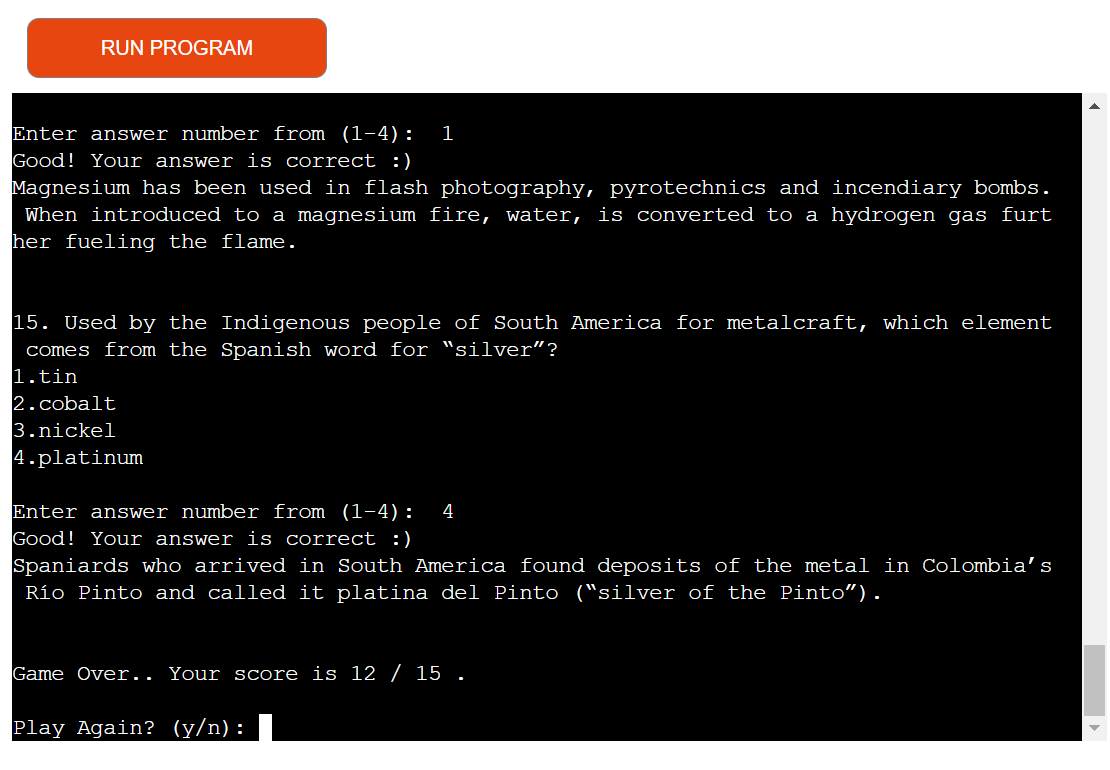 RUN PROGRAM
Enter answer number from (1-4):  1
Good! Your answer is correct :)
Magnesium has been used in flash photography, pyrotechnics and incendiary bombs.
 When introduced to a magnesium fire, water, is converted to a hydrogen gas furt
her fueling the flame.
15. Used by the Indigenous people of South America for metalcraft, which element
 comes from the Spanish word for “silver”?
1.tin
2.cobalt
3.nickel
4.platinum
Enter answer number from (1-4):  4
Good! Your answer is correct :)
Spaniards who arrived in South America found deposits of the metal in Colombia’s
 Río Pinto and called it platina del Pinto (“silver of the Pinto”).
Game Over.. Your score is 12 / 15 .
Play Again? (y/n):